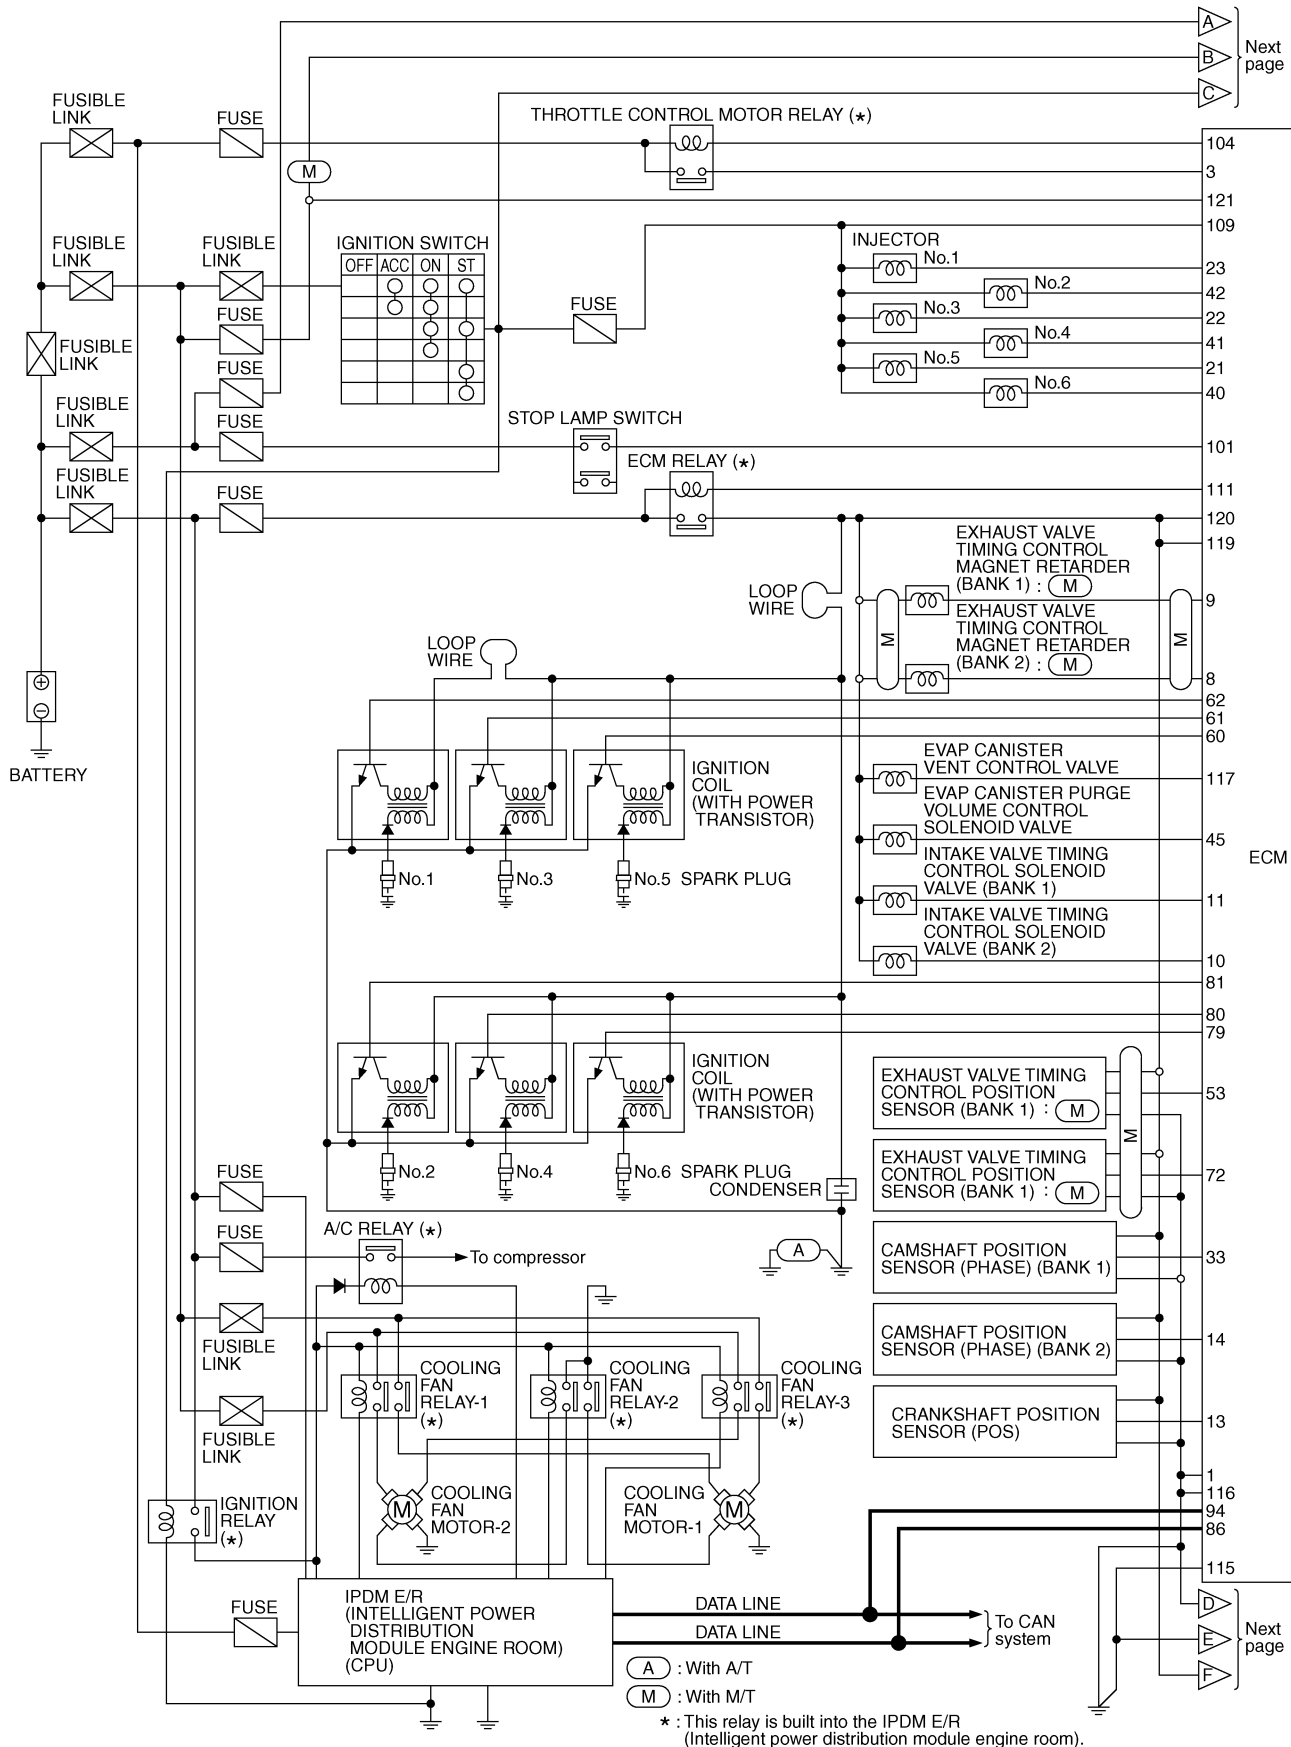 A
B
C
Next
page
FUSIBLE
LINK
FUSE
THROTTLE CONTROL MOTOR RELAY (*)
104
3
M
121
109
FUSIBLE
LINK
FUSIBLE
LINK
IGNITION SWITCH
OFF ACC ON ST
FUSE
INJECTOR
No.1
23
No.2
42
No.3
22
No.4
41
No.5
21
No.6
40
FUSE
FUSIBLE
LINK
FUSE
FUSIBLE
LINK
FUSE
STOP LAMP SWITCH
101
ECM RELAY (*)
111
FUSIBLE
LINK
FUSE
120
119
EXHAUST VALVE
TIMING CONTROL
MAGNET RETARDER
(BANK 1) : M
LOOP
WIRE
M
M
9
EXHAUST VALVE
TIMING CONTROL
MAGNET RETARDER
(BANK 2) : M
8
LOOP
WIRE
62
61
60
BATTERY
IGNITION
COIL
(WITH POWER
TRANSISTOR)
EVAP CANISTER
VENT CONTROL VALVE
117
EVAP CANISTER PURGE
VOLUME CONTROL
SOLENOID VALVE
45
ECM
INTAKE VALVE TIMING
CONTROL SOLENOID
VALVE (BANK 1)
11
INTAKE VALVE TIMING
CONTROL SOLENOID
VALVE (BANK 2)
10
No.1
No.3
No.5 SPARK PLUG
81
80
79
IGNITION
COIL
(WITH POWER
TRANSISTOR)
EXHAUST VALVE TIMING
CONTROL POSITION
SENSOR (BANK 1) : M
53
M
EXHAUST VALVE TIMING
CONTROL POSITION
SENSOR (BANK 1) : M
72
No.2
No.4
No.6 SPARK PLUG
CONDENSER
FUSE
FUSE
A/C RELAY (*)
To compressor
A
CAMSHAFT POSITION
SENSOR (PHASE) (BANK 1)
33
CAMSHAFT POSITION
SENSOR (PHASE) (BANK 2)
14
CRANKSHAFT POSITION
SENSOR (POS)
13
FUSIBLE
LINK
FUSIBLE
LINK
COOLING
FAN
RELAY-1
(*)
COOLING
FAN
RELAY-2
(*)
COOLING
FAN
RELAY-3
(*)
1
116
94
86
115
IGNITION
RELAY
(*)
M
COOLING
FAN
MOTOR-2
COOLING
FAN
MOTOR-1
M
FUSE
IPDM E/R
(INTELLIGENT POWER
DISTRIBUTION
MODULE ENGINE ROOM)
(CPU)
DATA LINE
DATA LINE
To CAN
system
D
E
F
Next
page
A : With A/T
M : With M/T
* : This relay is built into the IPDM E/R
(Intelligent power distribution module engine room).